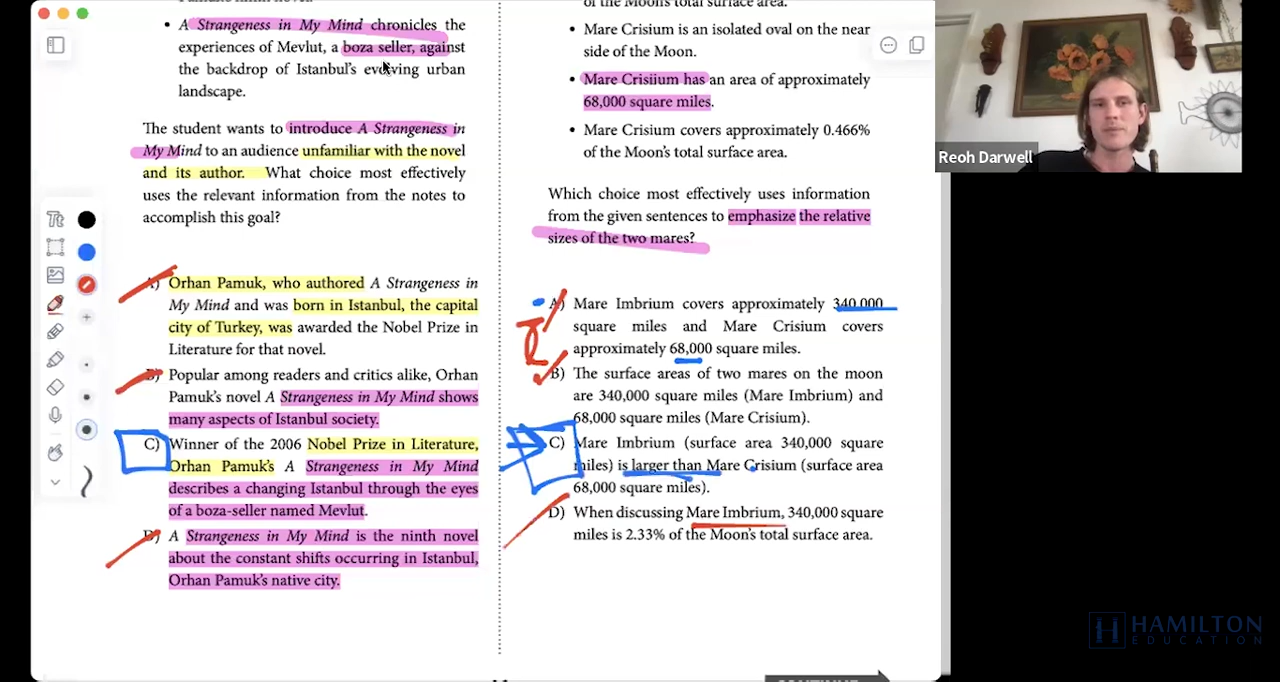 • A Strangeness in My Mind chronicles the
experiences of Mevlut, a boza seller, against
the backdrop of Istanbul's evolving urban
landscape.
The student wants to introduce A Strangeness in
My Mind to an audience unfamiliar with the novel
and its author. What choice most effectively
uses the relevant information from the notes to
accomplish this goal?
A) Orhan Pamuk, who authored A Strangeness in
My Mind and was born in Istanbul, the capital
city of Turkey, was awarded the Nobel Prize in
Literature for that novel.
B) Popular among readers and critics alike, Orhan
Pamuk's novel A Strangeness in My Mind shows
many aspects of Istanbul society.
C) Winner of the 2006 Nobel Prize in Literature,
Orhan Pamuk's A Strangeness in My Mind
describes a changing Istanbul through the eyes
of a boza-seller named Mevlut.
D) A Strangeness in My Mind is the ninth novel
about the constant shifts occurring in Istanbul,
Orhan Pamuk's native city.
of the Moon's total surface area.
• Mare Crisium is an isolated oval on the near
side of the Moon.
• Mare Crisiium has an area of approximately
68,000 square miles.
• Mare Crisium covers approximately 0.466%
of the Moon's total surface area.
Which choice most effectively uses information
from the given sentences to emphasize the relative
sizes of the two mares?
A) Mare Imbrium covers approximately 340,000
square miles and Mare Crisium covers
approximately 68,000 square miles.
B) The surface areas of two mares on the moon
are 340,000 square miles (Mare Imbrium) and
68,000 square miles (Mare Crisium).
C) Mare Imbrium (surface area 340,000 square
miles) is larger than Mare Crisium (surface area
68,000 square miles).
D) When discussing Mare Imbrium, 340,000 square
miles is 2.33% of the Moon's total surface area.
Tt
Reoh Darwell
HAMILTON
EDUCATION